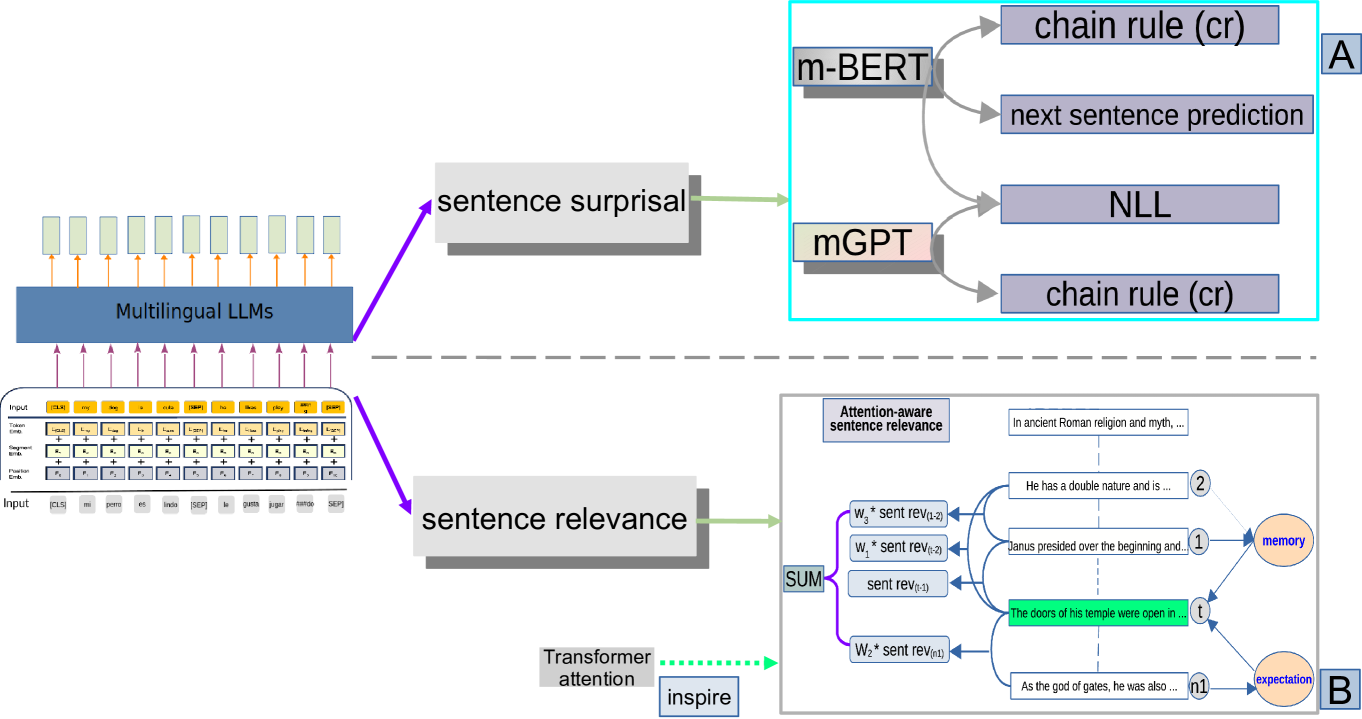 chain rule (cr)
A
m-BERT
next sentence prediction
sentence surprisal
NLL
mGPT
chain rule (cr)
Multilingual LLMs
Input [CLS] my dog is cute [SEP] he likes play [SEP]
Token
Emb.
Segment
Emb.
Position
Emb.
Input [CLS] mi perro es lindo [SEP] le gusta jugar ##do SEP]
sentence relevance
Attention-aware
sentence relevance
In ancient Roman religion and myth, ...
He has a double nature and is ... 2
w3 * sent rev(1-2)
Janus presided over the beginning and.. 1
memory
w1 * sent rev(t-2)
SUM
sent rev(t-1)
The doors of his temple were open in ... t
W2 * sent rev(n1)
As the god of gates, he was also ... n1
expectation
B
Transformer
attention
inspire